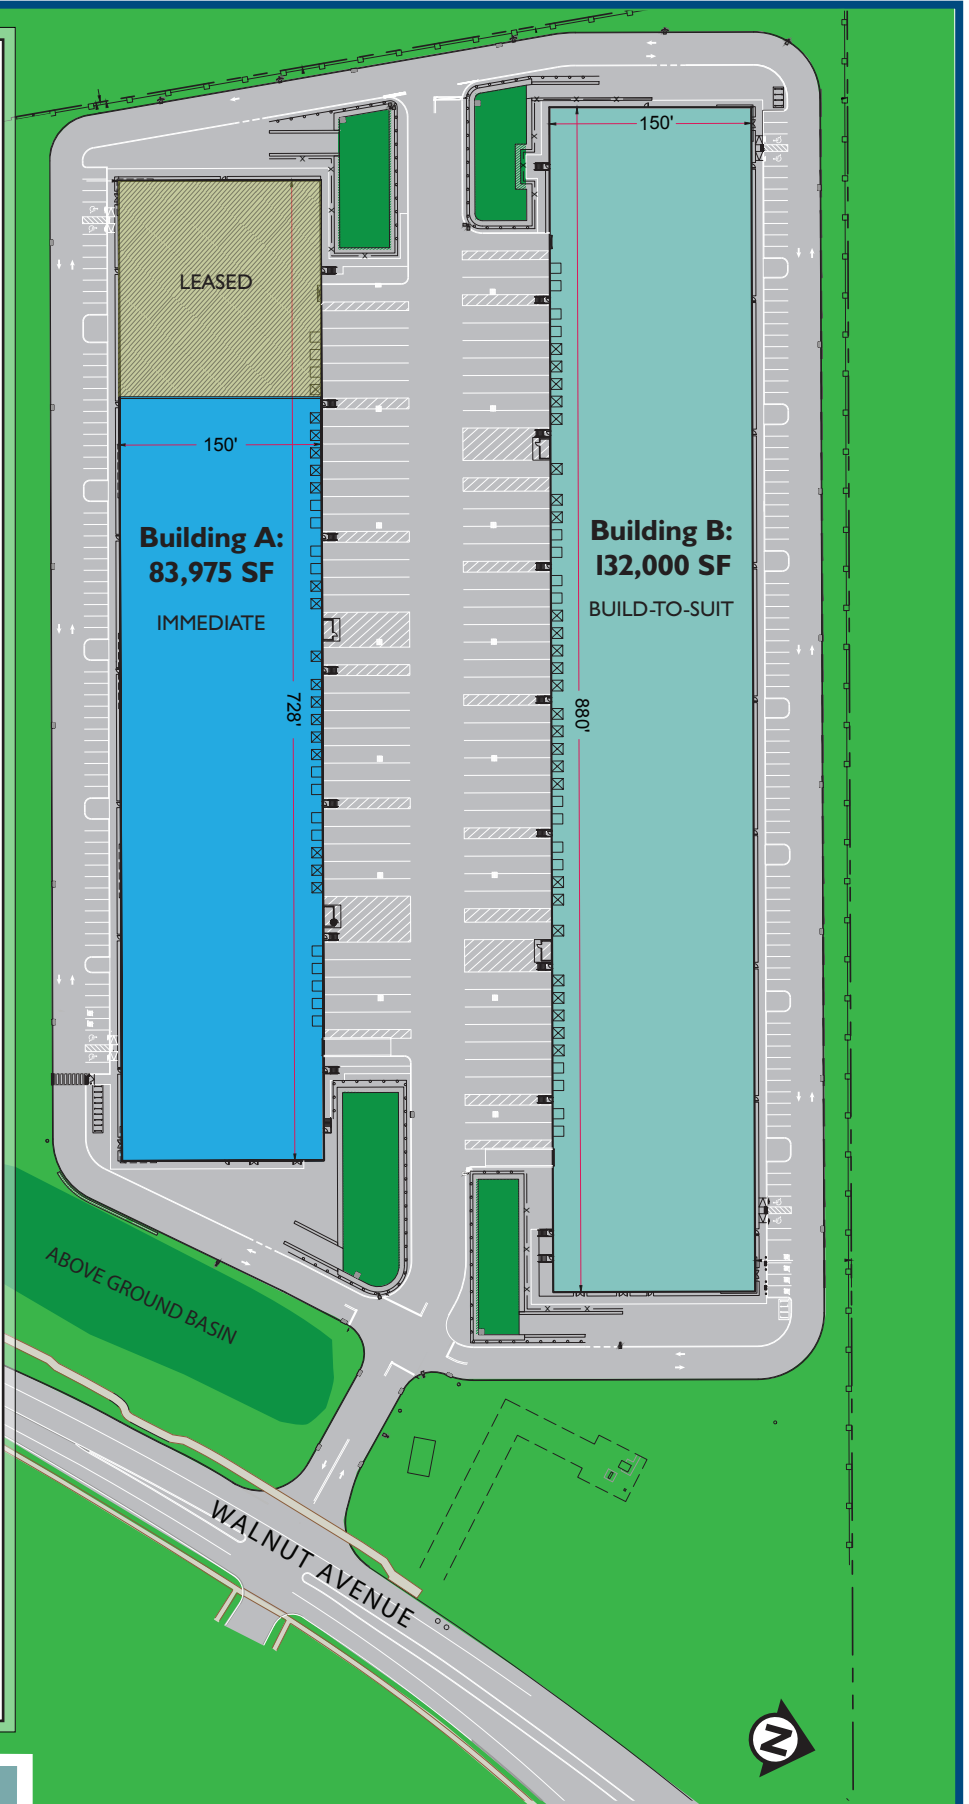 150'
LEASED
150'
Building A:
83,975 SF
IMMEDIATE
728'
Building B:
132,000 SF
BUILD-TO-SUIT
880'
ABOVE GROUND BASIN
WALNUT AVENUE
N